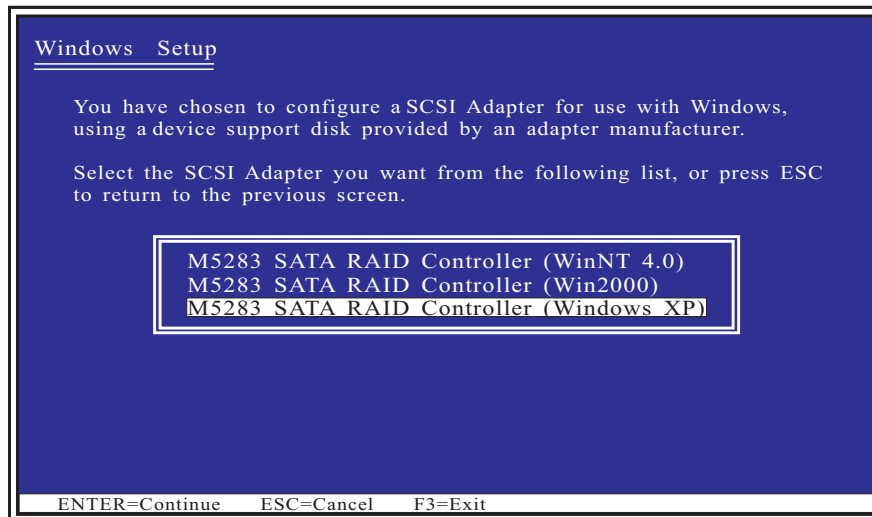 Windows Setup
You have chosen to configure a SCSI Adapter for use with Windows,
using a device support disk provided by an adapter manufacturer.
Select the SCSI Adapter you want from the following list, or press ESC
to return to the previous screen.
M5283 SATA RAID Controller (WinNT 4.0)
M5283 SATA RAID Controller (Win2000)
M5283 SATA RAID Controller (Windows XP)
ENTER=Continue ESC=Cancel F3=Exit